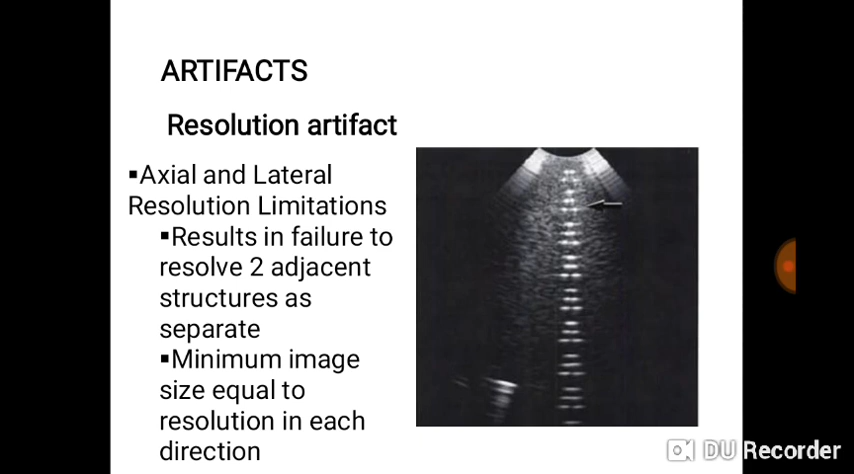 ARTIFACTS
Resolution artifact
▪Axial and Lateral
Resolution Limitations
▪Results in failure to
resolve 2 adjacent
structures as
separate
▪Minimum image
size equal to
resolution in each
direction
DU Recorder